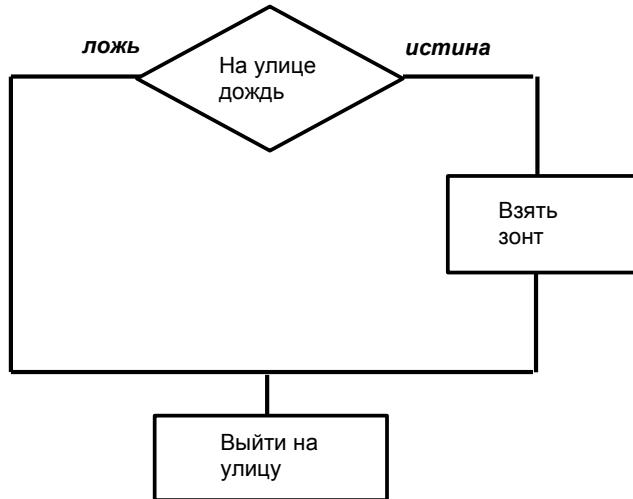 ложь
истина
На улице
дождь
Взять
зонт
Выйти на
улицу